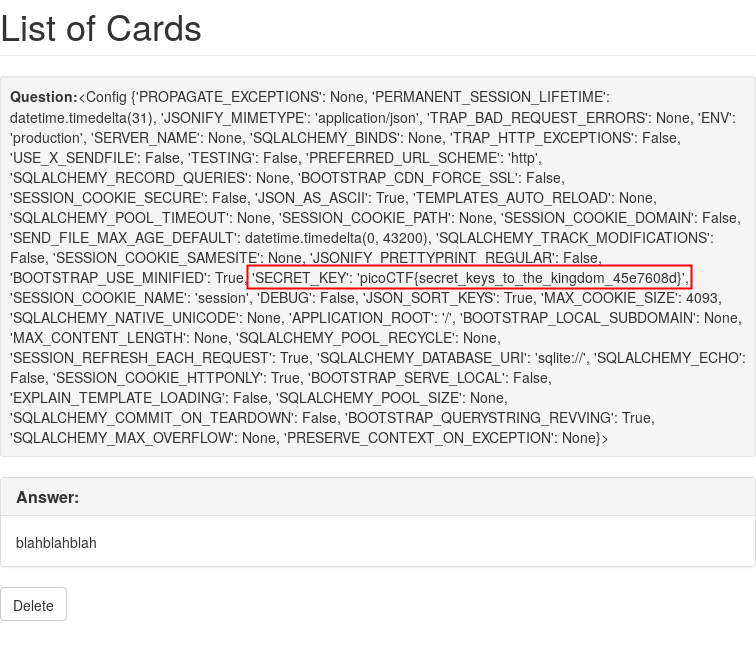 List of Cards
Question:<Config {'PROPAGATE_EXCEPTIONS': None, 'PERMANENT_SESSION_LIFETIME':
datetime.timedelta(31), 'JSONIFY_MIMETYPE': 'application/json', 'TRAP_BAD_REQUEST_ERRORS': None, 'ENV':
'production', 'SERVER_NAME': None, 'SQLALCHEMY_BINDS': None, 'TRAP_HTTP_EXCEPTIONS': False,
'USE_X_SENDFILE': False, 'TESTING': False, 'PREFERRED_URL_SCHEME': 'http',
'SQLALCHEMY_RECORD_QUERIES': None, 'BOOTSTRAP_CDN_FORCE_SSL': False,
'SESSION_COOKIE_SECURE': False, 'JSON_AS_ASCII': True, 'TEMPLATES_AUTO_RELOAD': None,
'SQLALCHEMY_POOL_TIMEOUT': None, 'SESSION_COOKIE_PATH': None, 'SESSION_COOKIE_DOMAIN': False,
'SEND_FILE_MAX_AGE_DEFAULT': datetime.timedelta(0, 43200), 'SQLALCHEMY_TRACK_MODIFICATIONS':
False, 'SESSION_COOKIE_SAMESITE': None, 'JSONIFY_PRETTYPRINT_REGULAR': False,
'BOOTSTRAP_USE_MINIFIED': True, 'SECRET_KEY': 'picoCTF{secret_keys_to_the_kingdom_45e7608d}',
'SESSION_COOKIE_NAME': 'session', 'DEBUG': False, 'JSON_SORT_KEYS': True, 'MAX_COOKIE_SIZE': 4093,
'SQLALCHEMY_NATIVE_UNICODE': None, 'APPLICATION_ROOT': '/', 'BOOTSTRAP_LOCAL_SUBDOMAIN': None,
'MAX_CONTENT_LENGTH': None, 'SQLALCHEMY_POOL_RECYCLE': None,
'SESSION_REFRESH_EACH_REQUEST': True, 'SQLALCHEMY_DATABASE_URI': 'sqlite://', 'SQLALCHEMY_ECHO':
False, 'SESSION_COOKIE_HTTPONLY': True, 'BOOTSTRAP_SERVE_LOCAL': False,
'EXPLAIN_TEMPLATE_LOADING': False, 'SQLALCHEMY_POOL_SIZE': None,
'SQLALCHEMY_COMMIT_ON_TEARDOWN': False, 'BOOTSTRAP_QUERYSTRING_REVVING': True,
'SQLALCHEMY_MAX_OVERFLOW': None, 'PRESERVE_CONTEXT_ON_EXCEPTION': None}>
Answer:
blahblahblah
Delete